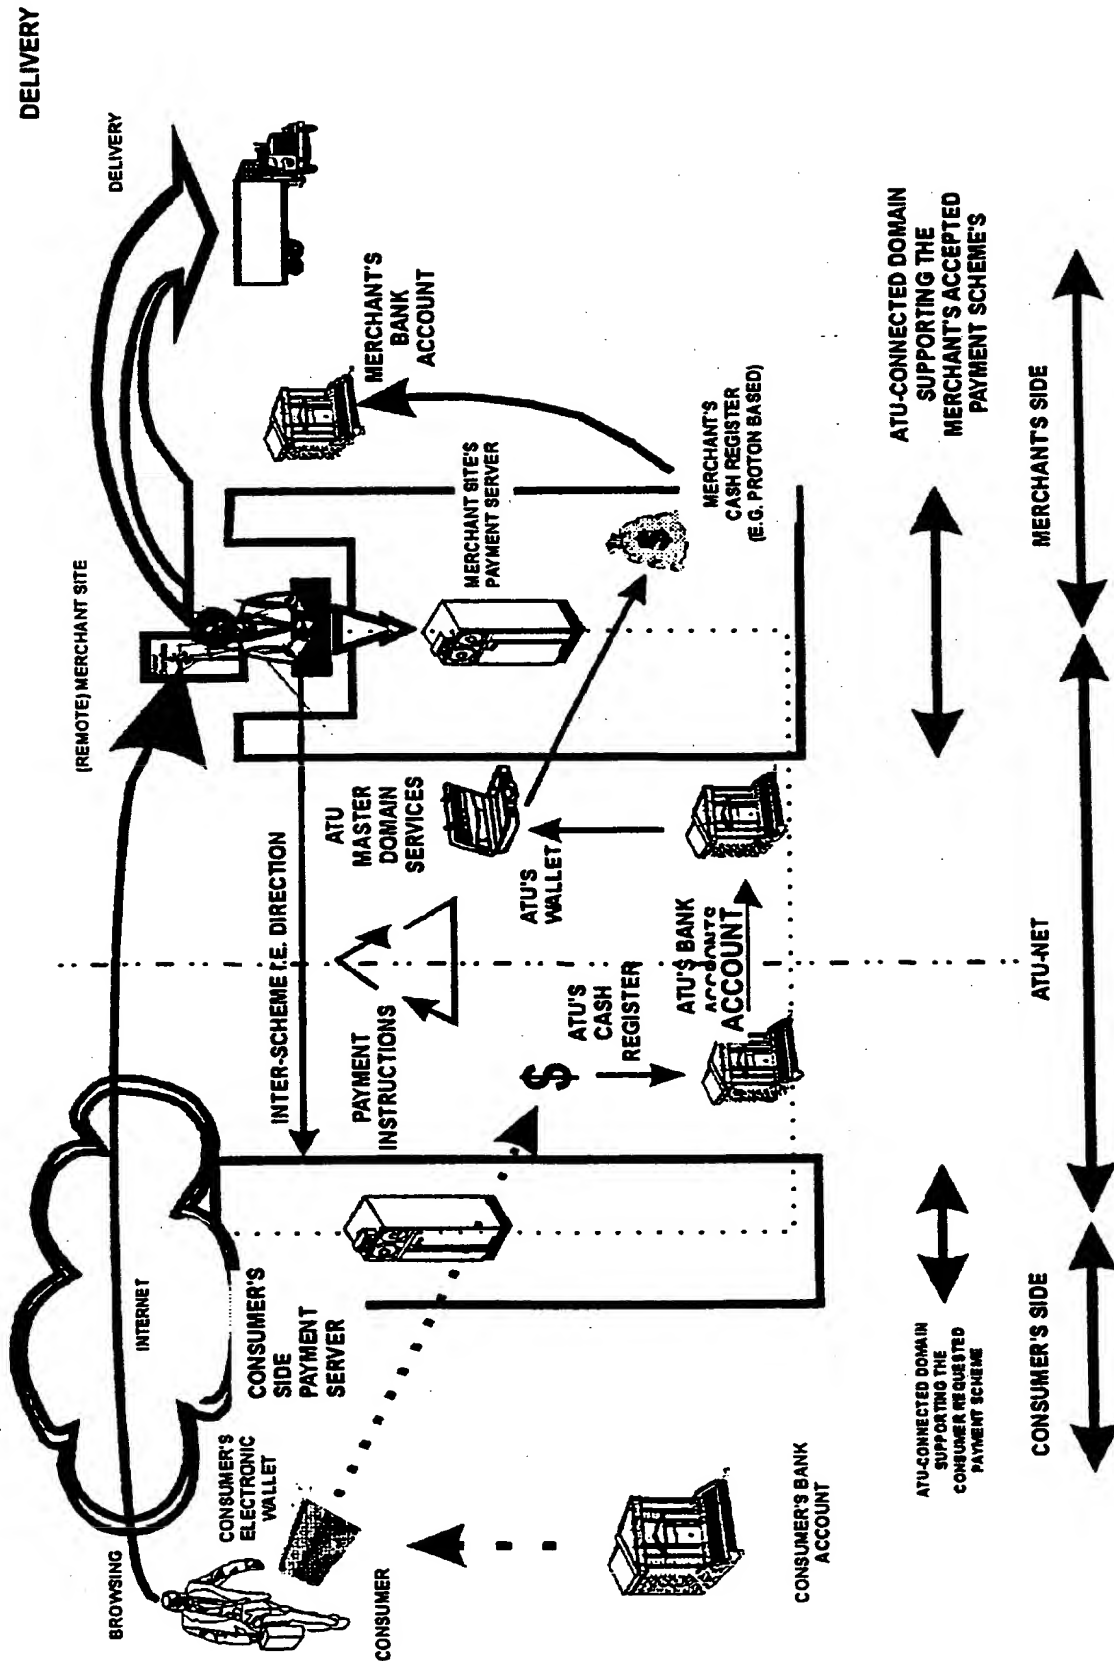 DELIVERY
DELIVERY
(REMOTE) MERCHANT SITE
INTERNET
BROWSING
CONSUMER'S
ELECTRONIC
WALLET
CONSUMER
CONSUMER'S BANK
ACCOUNT
CONSUMER'S
SIDE
PAYMENT
SERVER
INTER-SCHEME I.E. DIRECTION
PAYMENT
INSTRUCTIONS
ATU
MASTER
DOMAIN
SERVICES
$
ATU'S
CASH
REGISTER
ATU'S
WALLET
ATU'S BANK
ACCOUNT
MERCHANT SITE'S
PAYMENT SERVER
$
MERCHANT'S
CASH REGISTER
(E.G. PROTON BASED)
MERCHANT'S
BANK
ACCOUNT
ATU-CONNECTED DOMAIN
SUPPORTING THE
CONSUMER REQUESTED
PAYMENT SCHEME
ATU-CONNECTED DOMAIN
SUPPORTING THE
MERCHANT'S ACCEPTED
PAYMENT SCHEME'S
CONSUMER'S SIDE
ATU-NET
MERCHANT'S SIDE